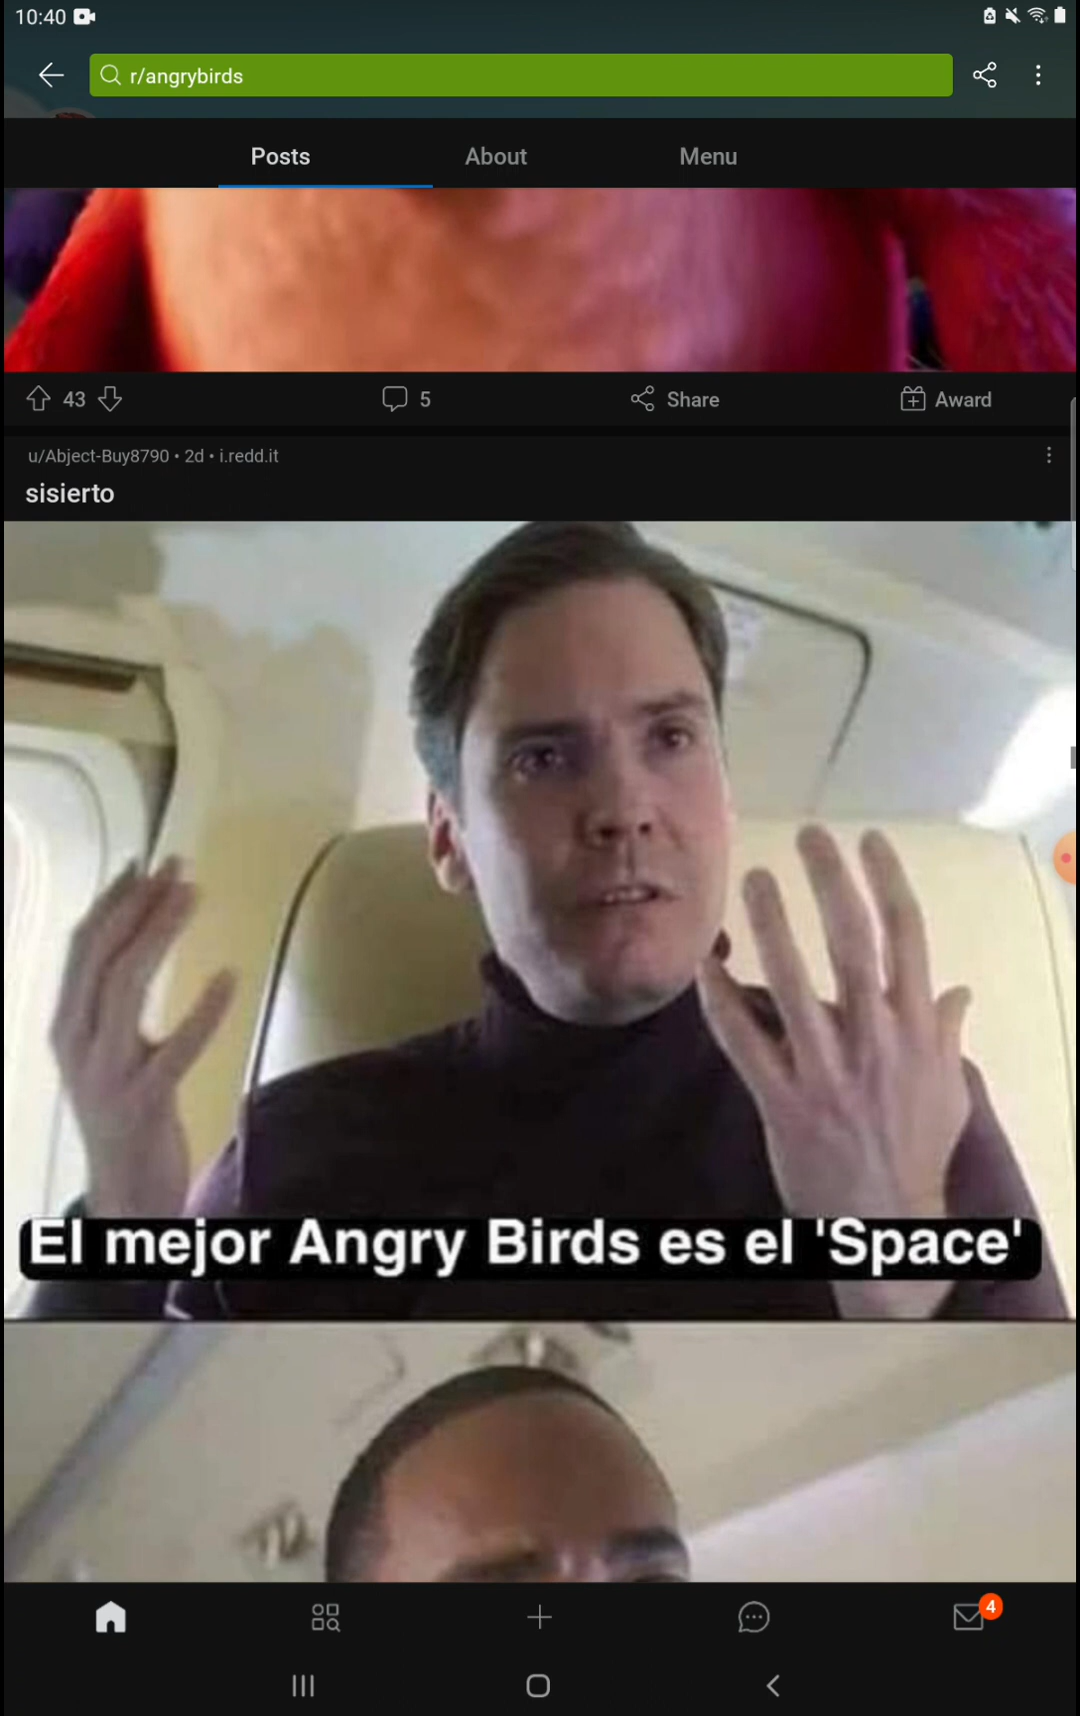 10:40
r/angrybirds
Posts
About
Menu
43
5
Share
Award
u/Abject-Buy8790 • 2d • i.redd.it
sisierto
El mejor Angry Birds es el 'Space'
4